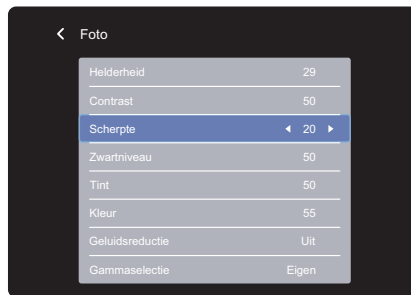 Foto
Helderheid 29
Contrast 50
Scherpte 20
Zwartniveau 50
Tint 50
Kleur 55
Geluidsreductie Uit
Gammaselectie Eigen